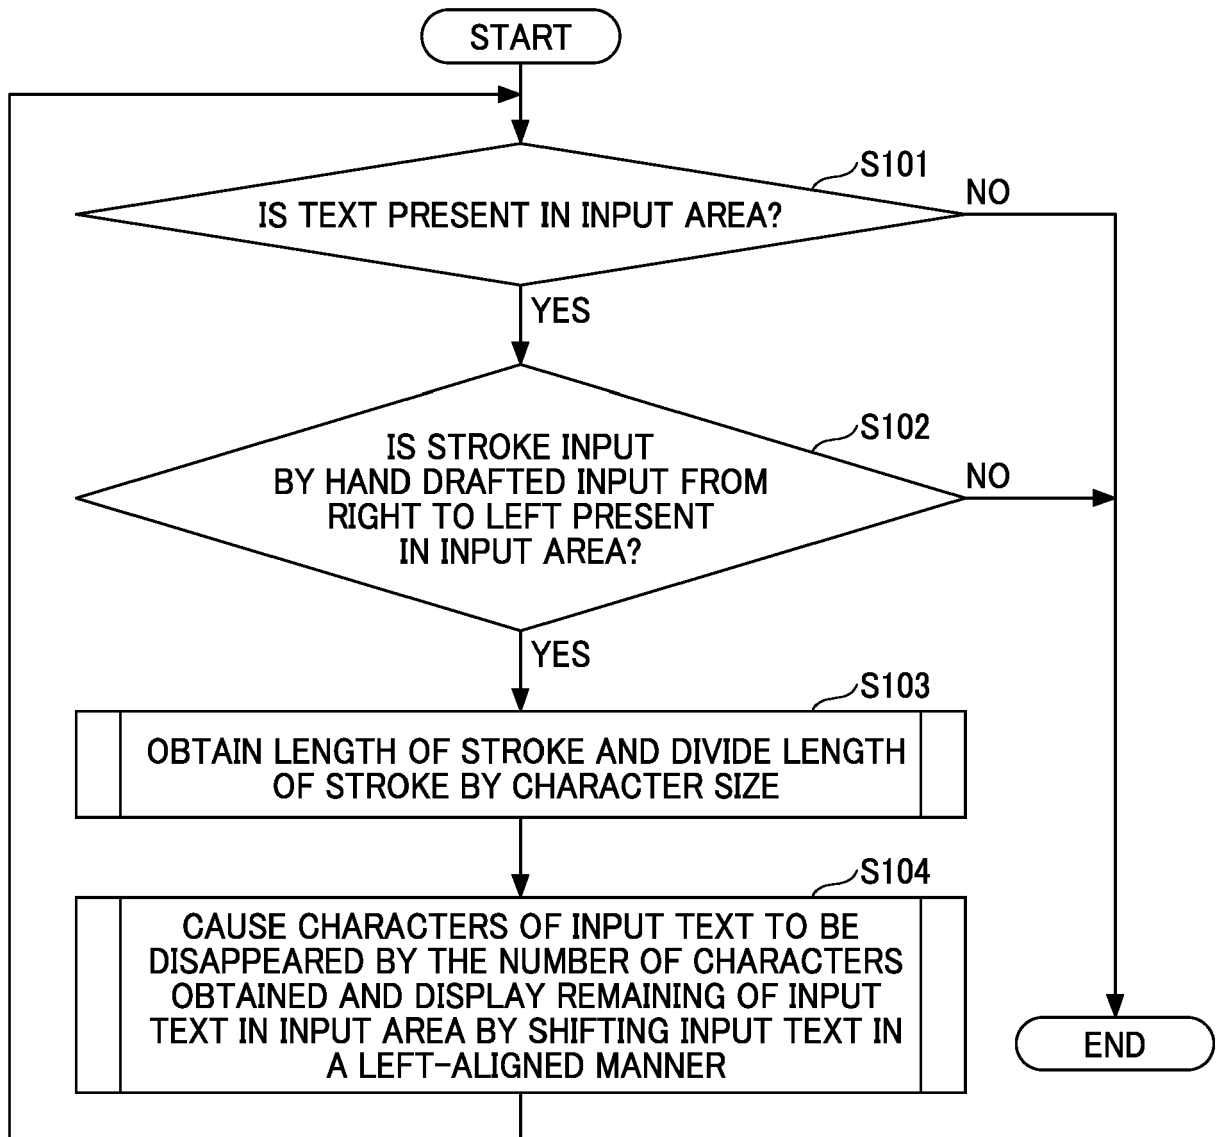 START
S101
IS TEXT PRESENT IN INPUT AREA?
NO
YES
S102
IS STROKE INPUT
BY HAND DRAFTED INPUT FROM
RIGHT TO LEFT PRESENT
IN INPUT AREA?
NO
YES
S103
OBTAIN LENGTH OF STROKE AND DIVIDE LENGTH
OF STROKE BY CHARACTER SIZE
S104
CAUSE CHARACTERS OF INPUT TEXT TO BE
DISAPPEARED BY THE NUMBER OF CHARACTERS
OBTAINED AND DISPLAY REMAINING OF INPUT
TEXT IN INPUT AREA BY SHIFTING INPUT TEXT IN
A LEFT-ALIGNED MANNER
END